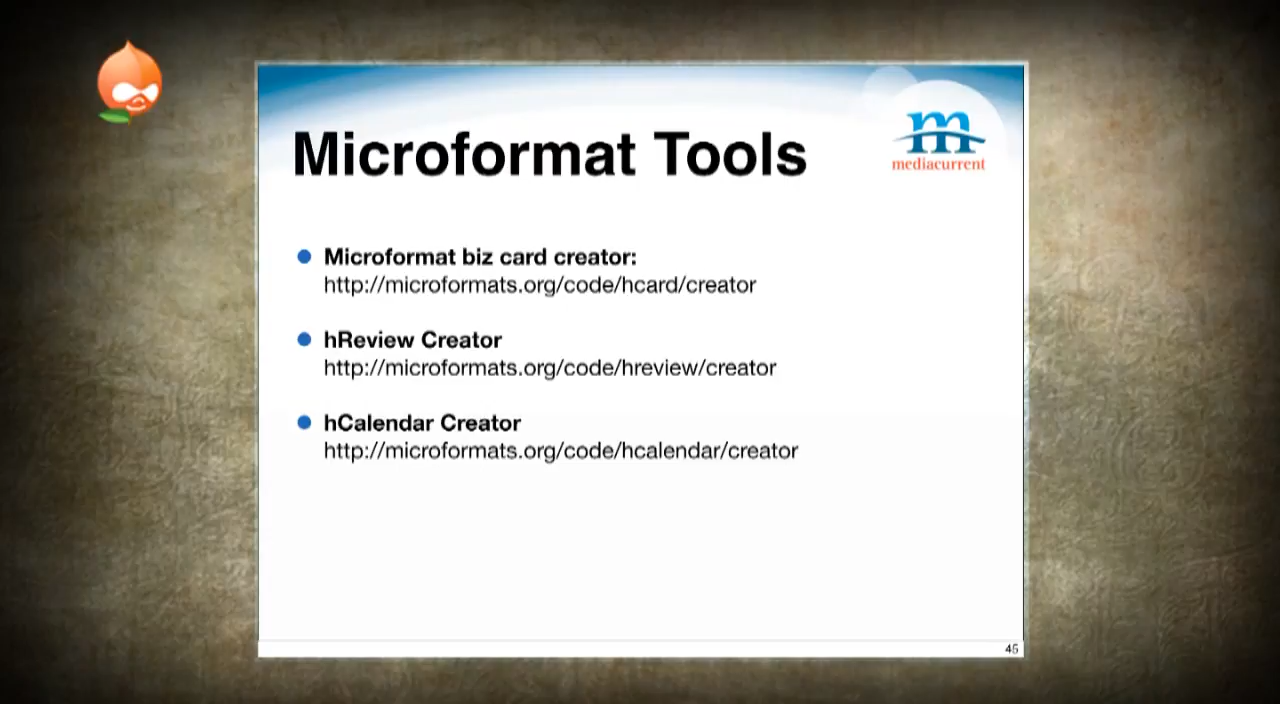 Microformat Tools
mediacurrent
Microformat biz card creator:
http://microformats.org/code/hcard/creator
hReview Creator
http://microformats.org/code/hreview/creator
hCalendar Creator
http://microformats.org/code/hcalendar/creator
45